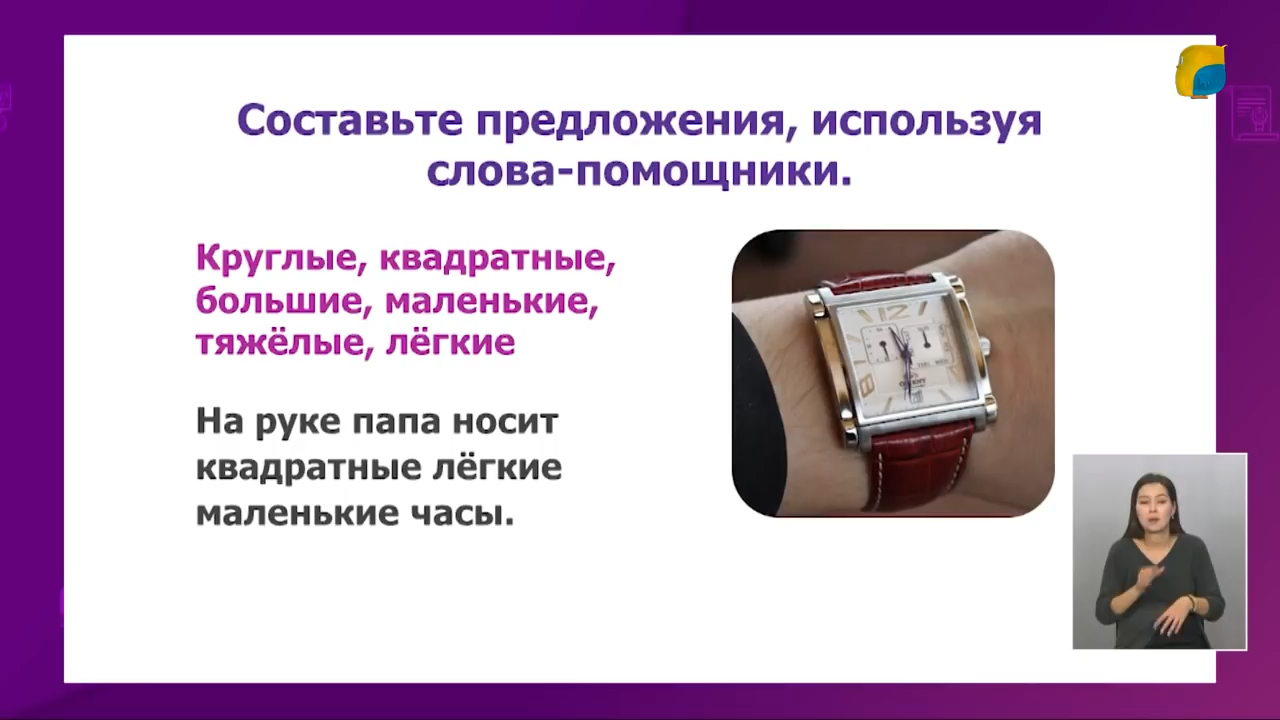 Составьте предложения, используя
слова-помощники.
Круглые, квадратные,
большие, маленькие,
тяжёлые, лёгкие
На руке папа носит
квадратные лёгкие
маленькие часы.
12